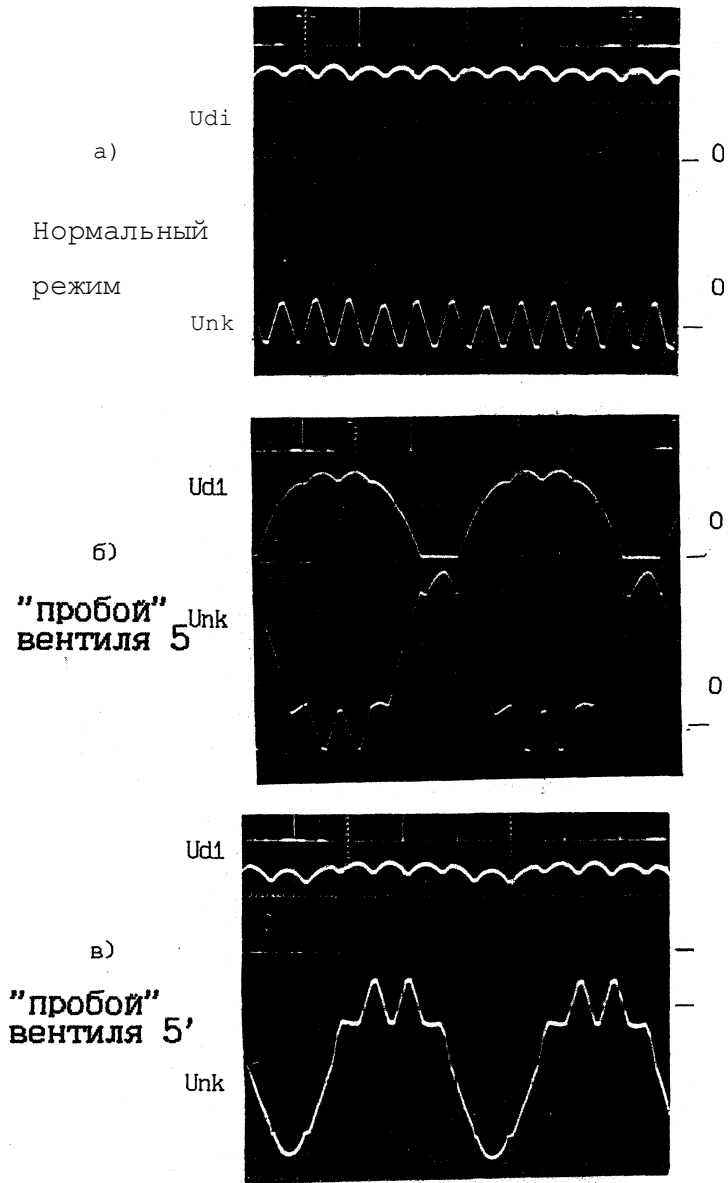 Udi
0
а)
Нормальный
режим
0
Unk
Ud1
0
б)
"пробой"
вентиля 5
Unk
0
Ud1
в)
"пробой"
вентиля 5'
Unk